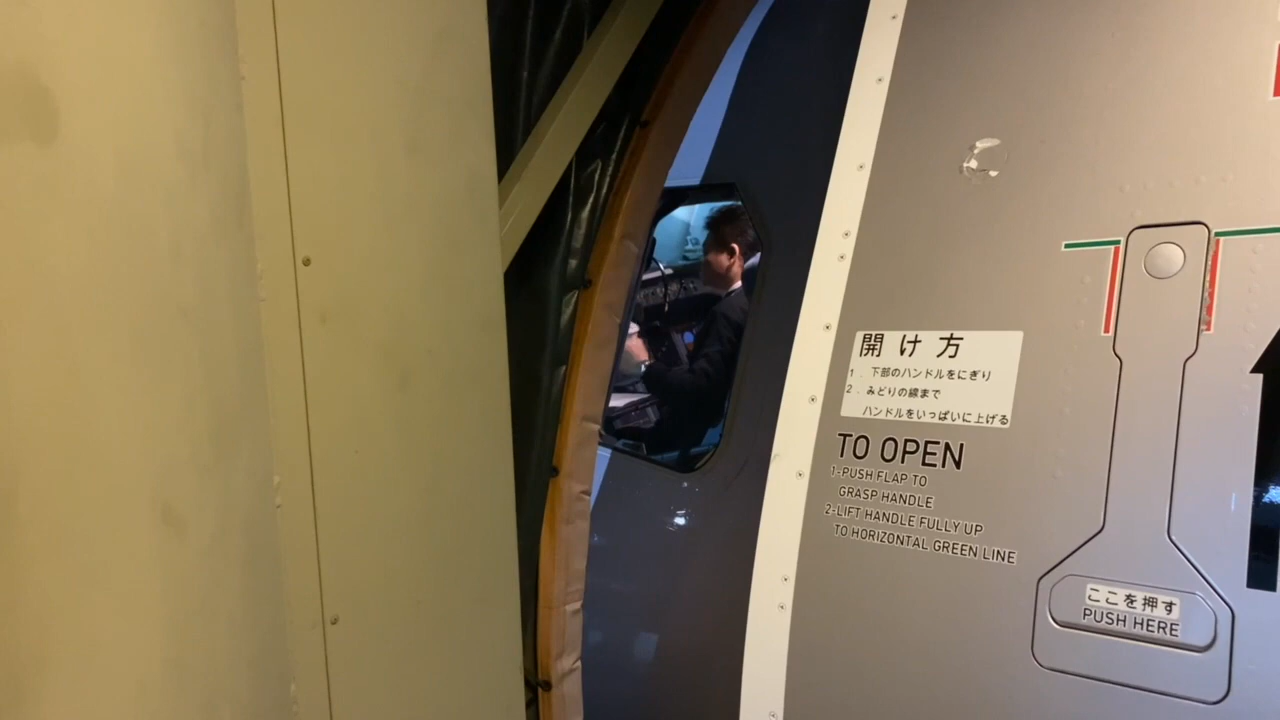 開け方
1. 下部のハンドルをにぎり
2. みどりの線まで
ハンドルをいっぱいに上げる
TO OPEN
1-PUSH FLAP TO
GRASP HANDLE
2-LIFT HANDLE FULLY UP
TO HORIZONTAL GREEN LINE
ここを押す
PUSH HERE